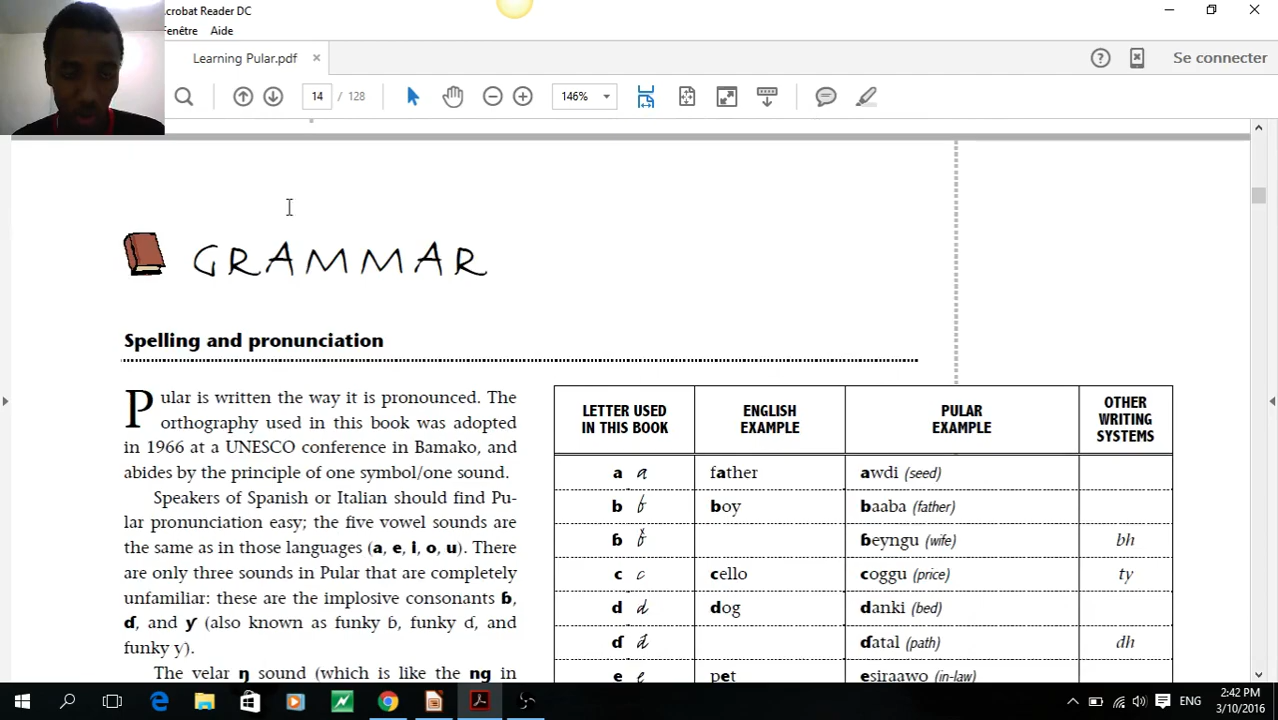 crobat Reader DC
enêtre Aide
Learning Pular.pdf ×
Se connecter
14 / 128 146%
GRAMMAR
Spelling and pronunciation
Pular is written the way it is pronounced. The
orthography used in this book was adopted
in 1966 at a UNESCO conference in Bamako, and
abides by the principle of one symbol/one sound.
Speakers of Spanish or Italian should find Pu-
lar pronunciation easy; the five vowel sounds are
the same as in those languages (a, e, i, o, u). There
are only three sounds in Pular that are completely
unfamiliar: these are the implosive consonants ɓ,
ɗ, and ƴ (also known as funky ɓ, funky ɗ, and
funky y).
The velar ŋ sound (which is like the ng in
LETTER USED IN THIS BOOK ENGLISH EXAMPLE PULAR EXAMPLE OTHER WRITING SYSTEMS
a a father awdi (seed)
b b boy baaba (father)
ɓ ɓ ɓeyngu (wife) bh
c c cello coggu (price) ty
d d dog danki (bed)
ɗ ɗ ɗatal (path) dh
e e pet esiraawo (in-law)
ENG
2:42 PM
3/10/2016